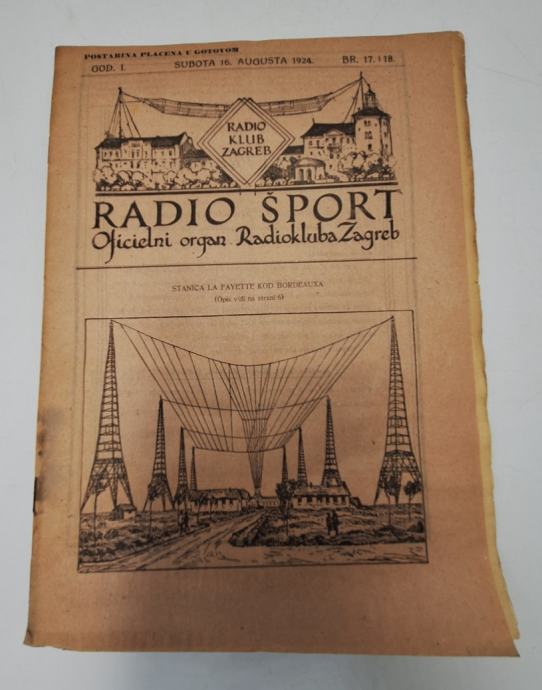 POŠTARINA PLAĆENA U GOTOVOM
GOD. I. SUBOTA 16. AUGUSTA 1924. BR. 17. i 18.
RADIO
KLUB
ZAGREB
RADIO ŠPORT
Oficielni organ Radiokluba Zagreb
STANICA LA FAYETTE KOD BORDEAUXA
(Opis vidi na strani 6)